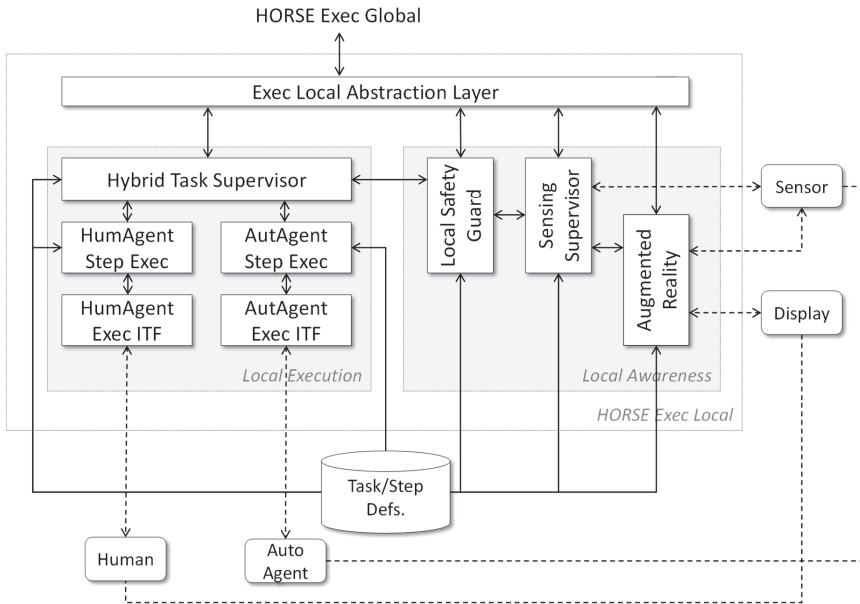 HORSE Exec Global
Exec Local Abstraction Layer
Hybrid Task Supervisor
HumAgent
Step Exec
AutAgent
Step Exec
HumAgent
Exec ITF
AutAgent
Exec ITF
Local Execution
Local Safety
Guard
Sensing
Supervisor
Augmented
Reality
Local Awareness
HORSE Exec Local
Sensor
Display
Task/Step
Defs.
Human
Auto
Agent